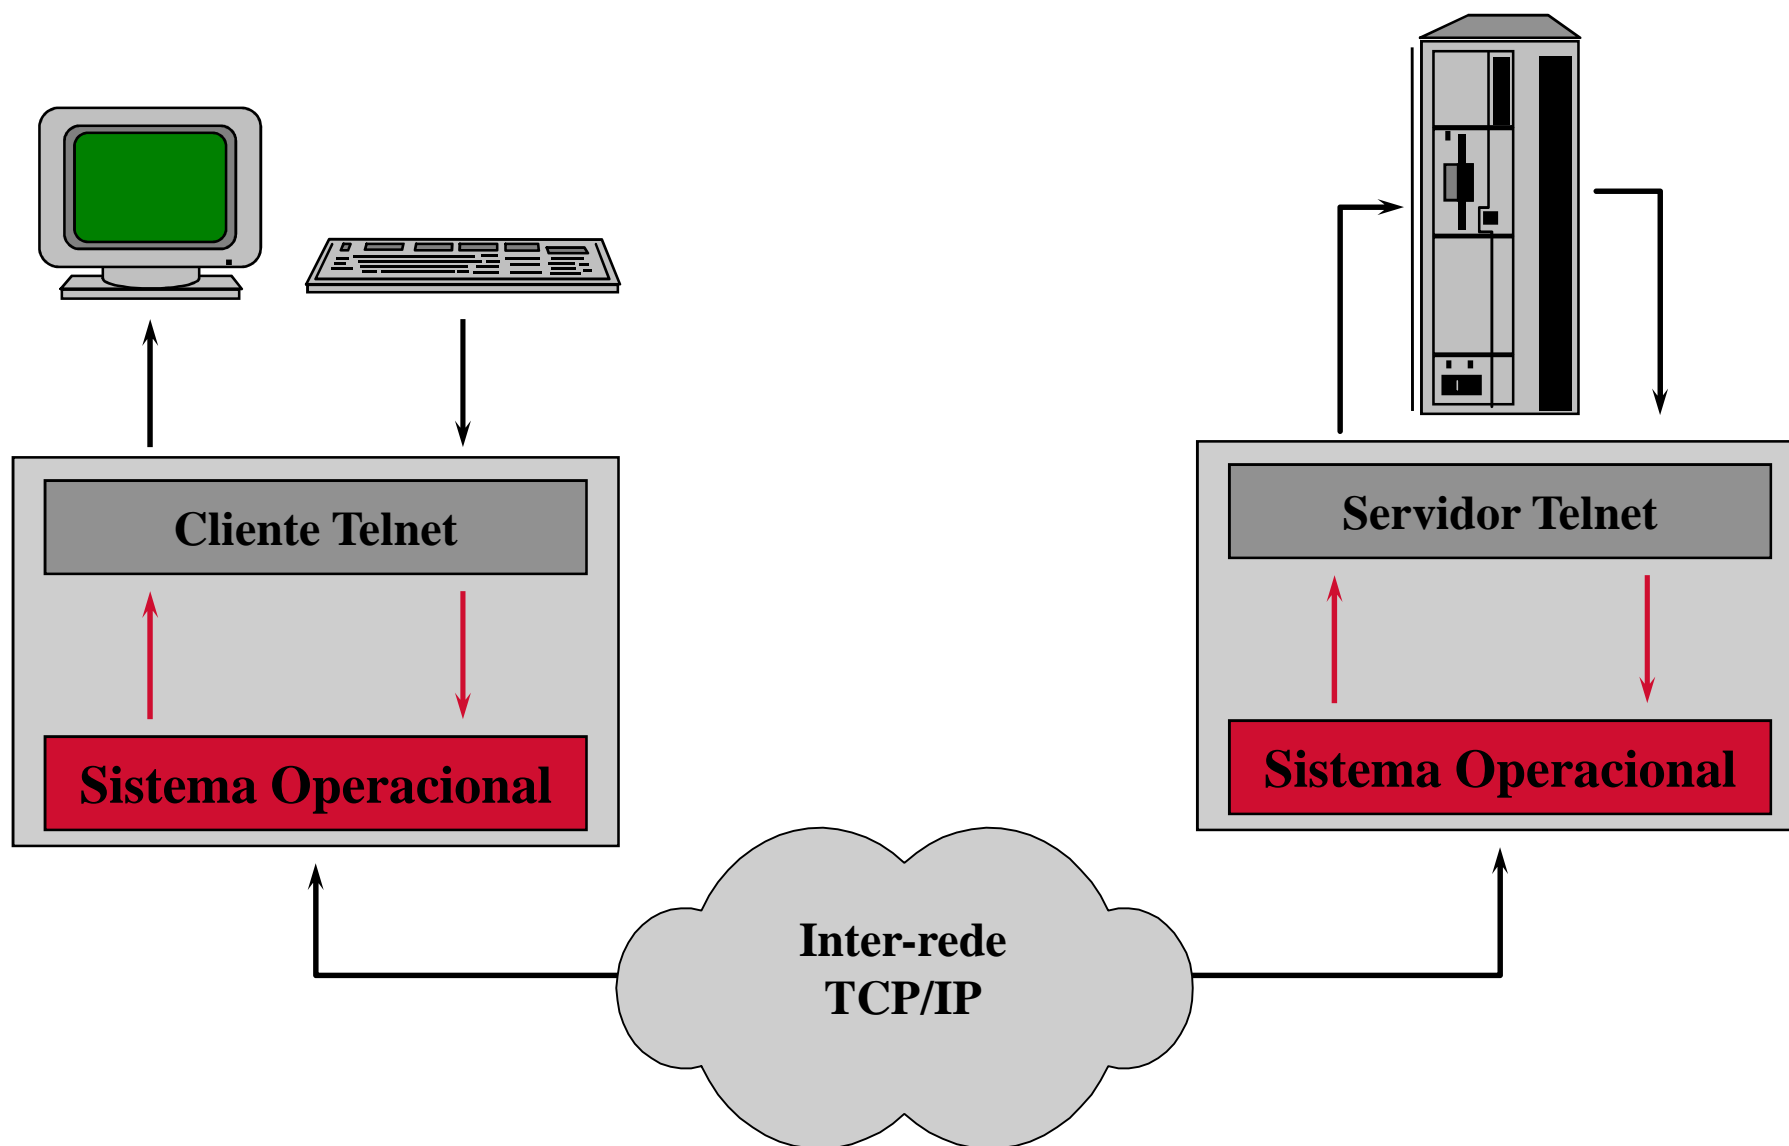 Cliente Telnet
Sistema Operacional
Servidor Telnet
Sistema Operacional
Inter-rede
TCP/IP